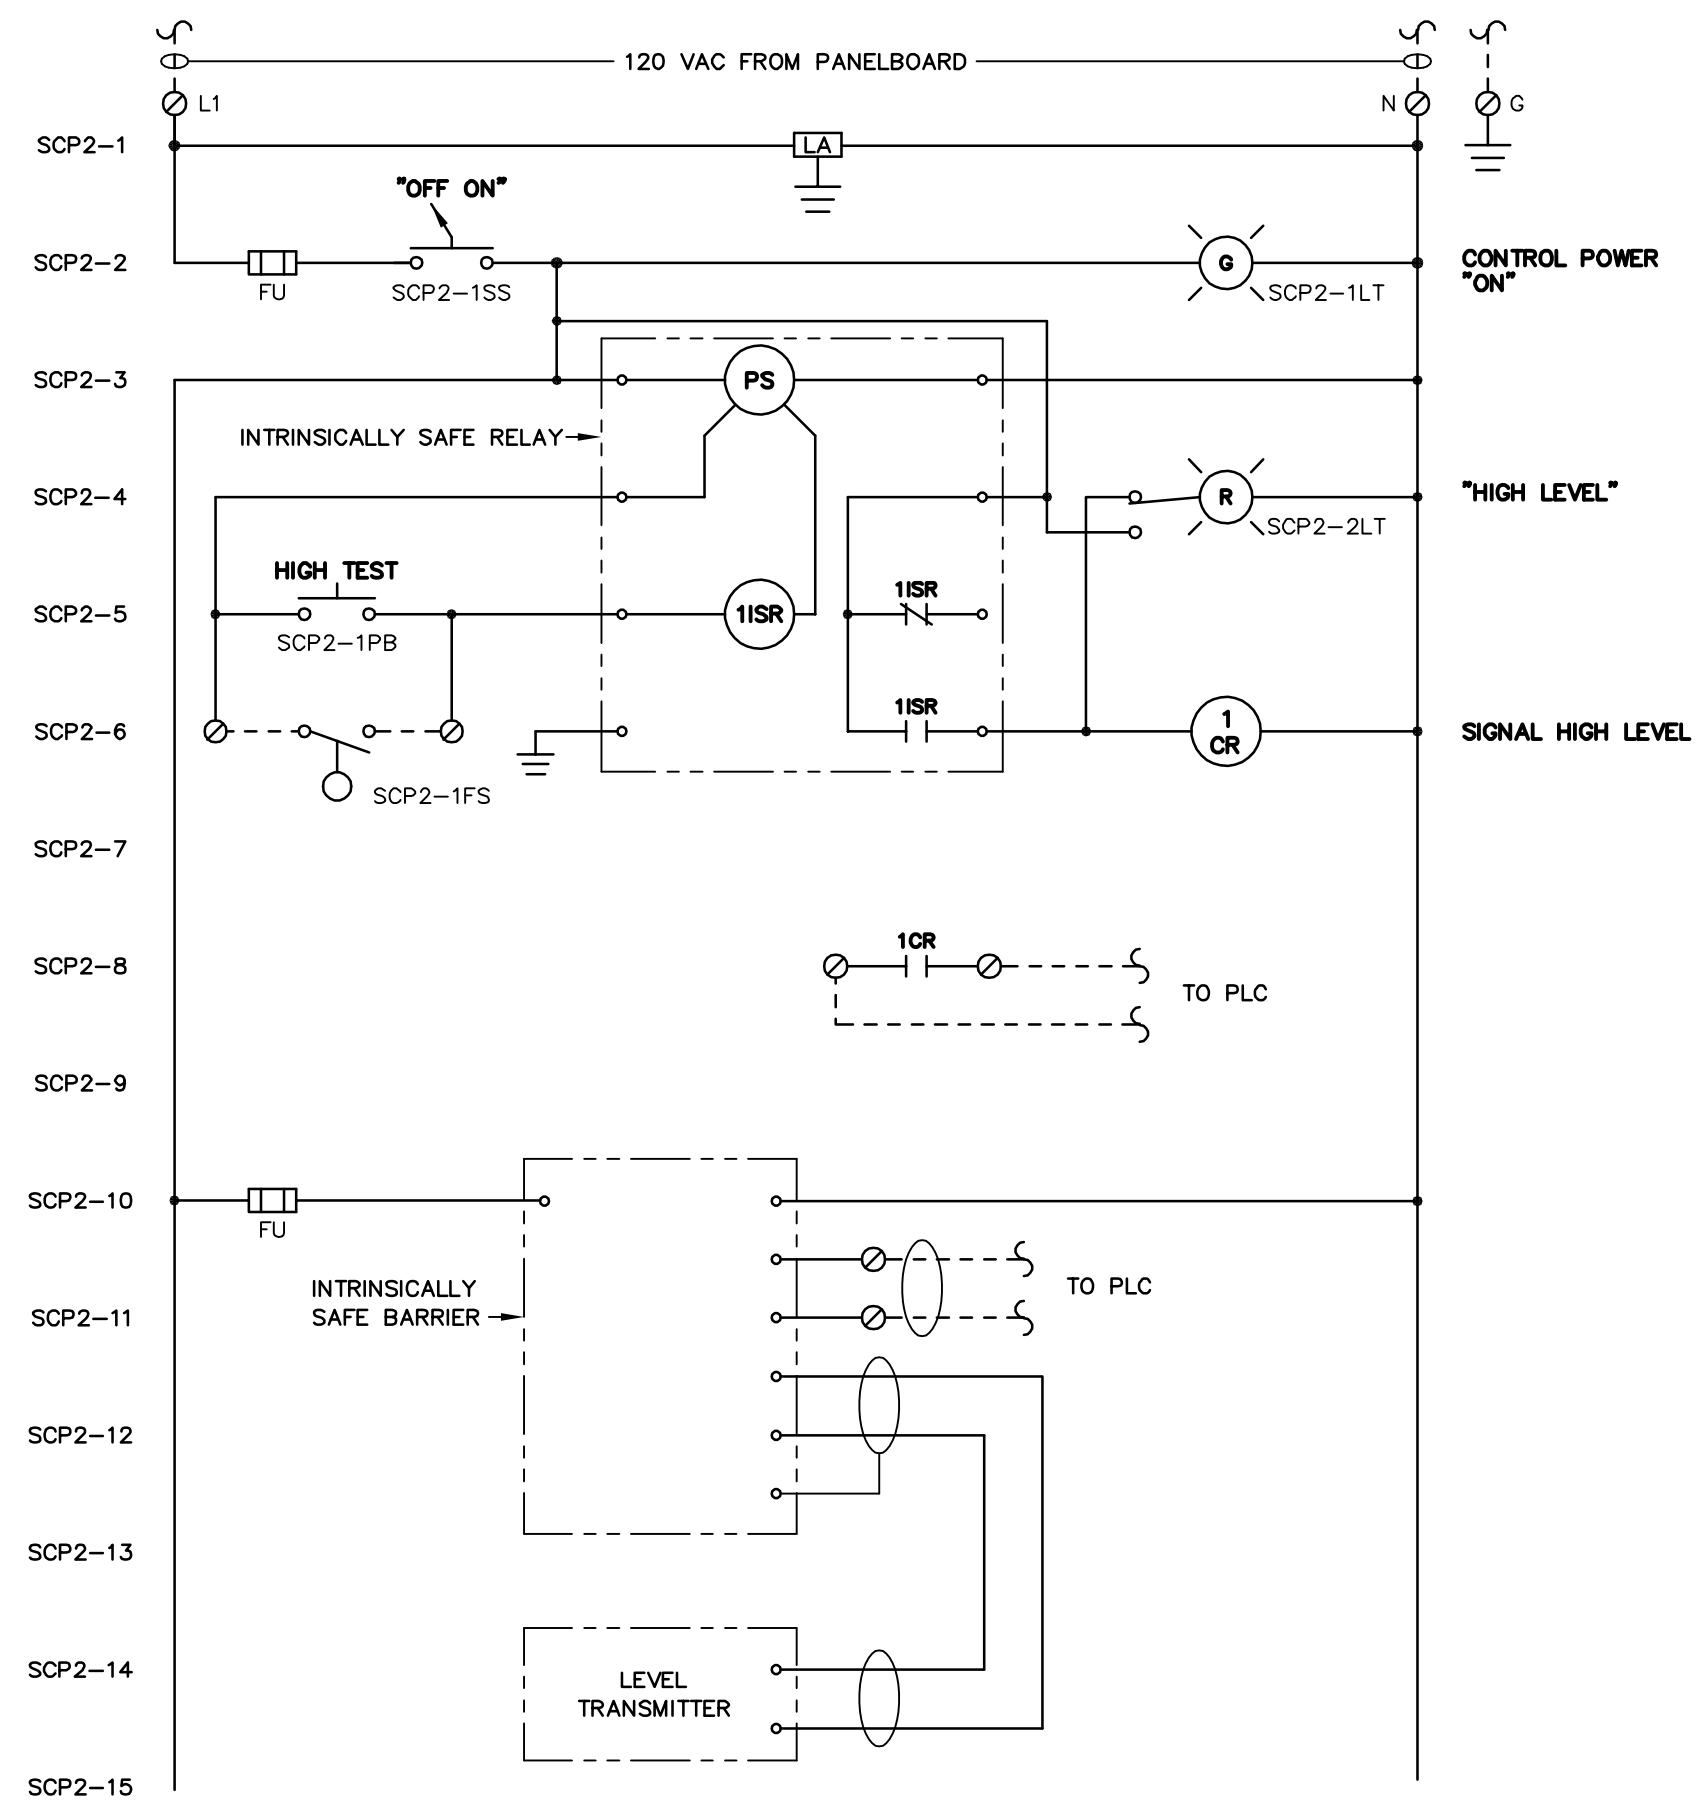 120 VAC FROM PANELBOARD
L1
N
G
SCP2-1
LA
"OFF ON"
SCP2-2
FU
SCP2-1SS
G
SCP2-1LT
CONTROL POWER
"ON"
SCP2-3
PS
INTRINSICALLY SAFE RELAY
SCP2-4
R
SCP2-2LT
"HIGH LEVEL"
HIGH TEST
SCP2-5
SCP2-1PB
1ISR
1ISR
SCP2-6
1ISR
1
CR
SIGNAL HIGH LEVEL
SCP2-1FS
SCP2-7
SCP2-8
1CR
TO PLC
SCP2-9
SCP2-10
FU
INTRINSICALLY
SAFE BARRIER
TO PLC
SCP2-11
SCP2-12
SCP2-13
SCP2-14
LEVEL
TRANSMITTER
SCP2-15